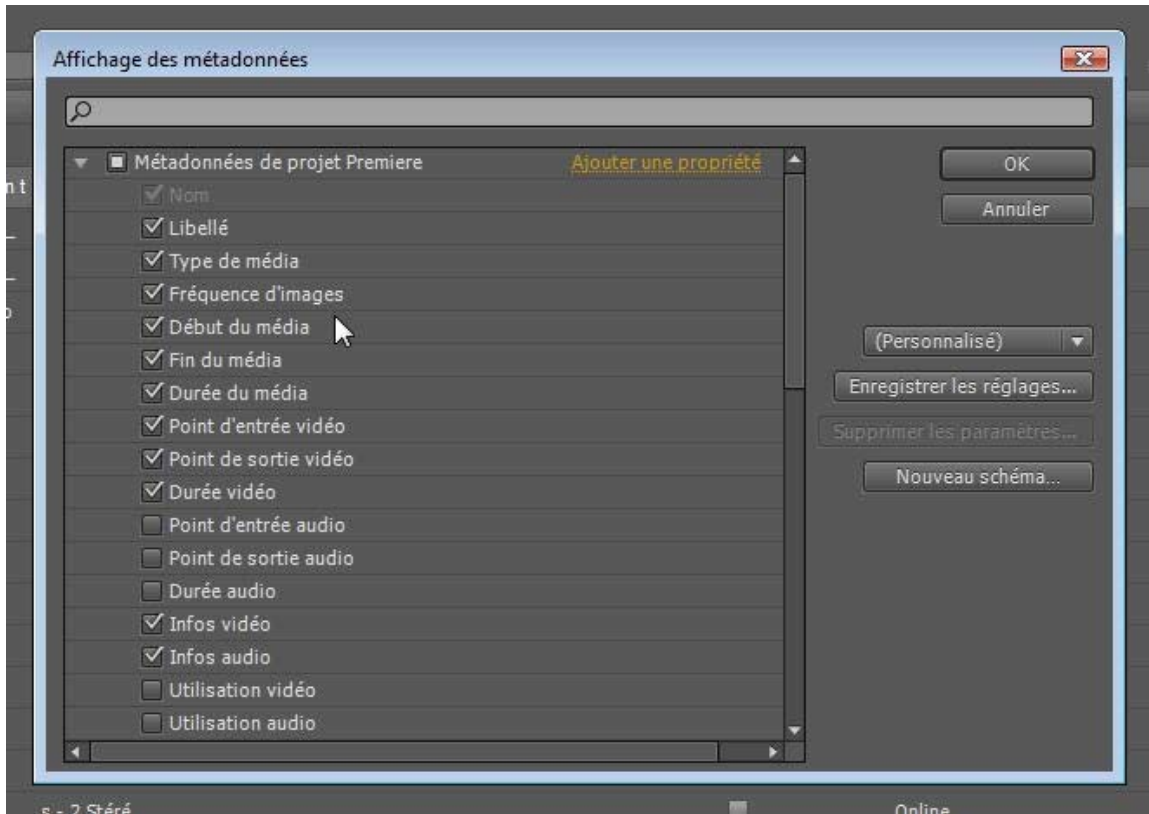 Affichage des métadonnées
Métadonnées de projet Premiere Ajouter une propriété
OK
nt
Nom
Annuler
Libellé
Type de média
Fréquence d'images
Début du média
(Personnalisé)
Fin du média
Durée du média
Enregistrer les réglages...
Point d'entrée vidéo
Supprimer les paramètres...
Point de sortie vidéo
Nouveau schéma...
Durée vidéo
Point d'entrée audio
Point de sortie audio
Durée audio
Infos vidéo
Infos audio
Utilisation vidéo
Utilisation audio
s - 2 Stéré Online